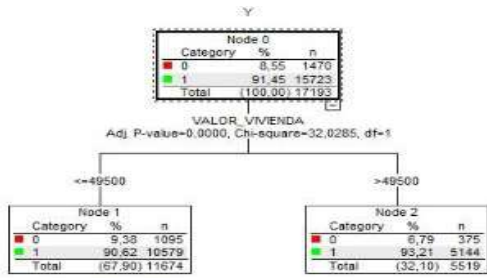 Y
Node 0
Category % n
0 8,55 1470
1 91,45 15723
Total (100,00) 17193
VALOR_VIVIENDA
Adj. P-value=0,0000, Chi-square=32,0285, df=1
<=49500
>49500
Node 1
Category % n
0 9,38 1095
1 90,62 10579
Total (67,90) 11674
Node 2
Category % n
0 6,79 375
1 93,21 5144
Total (32,10) 5519